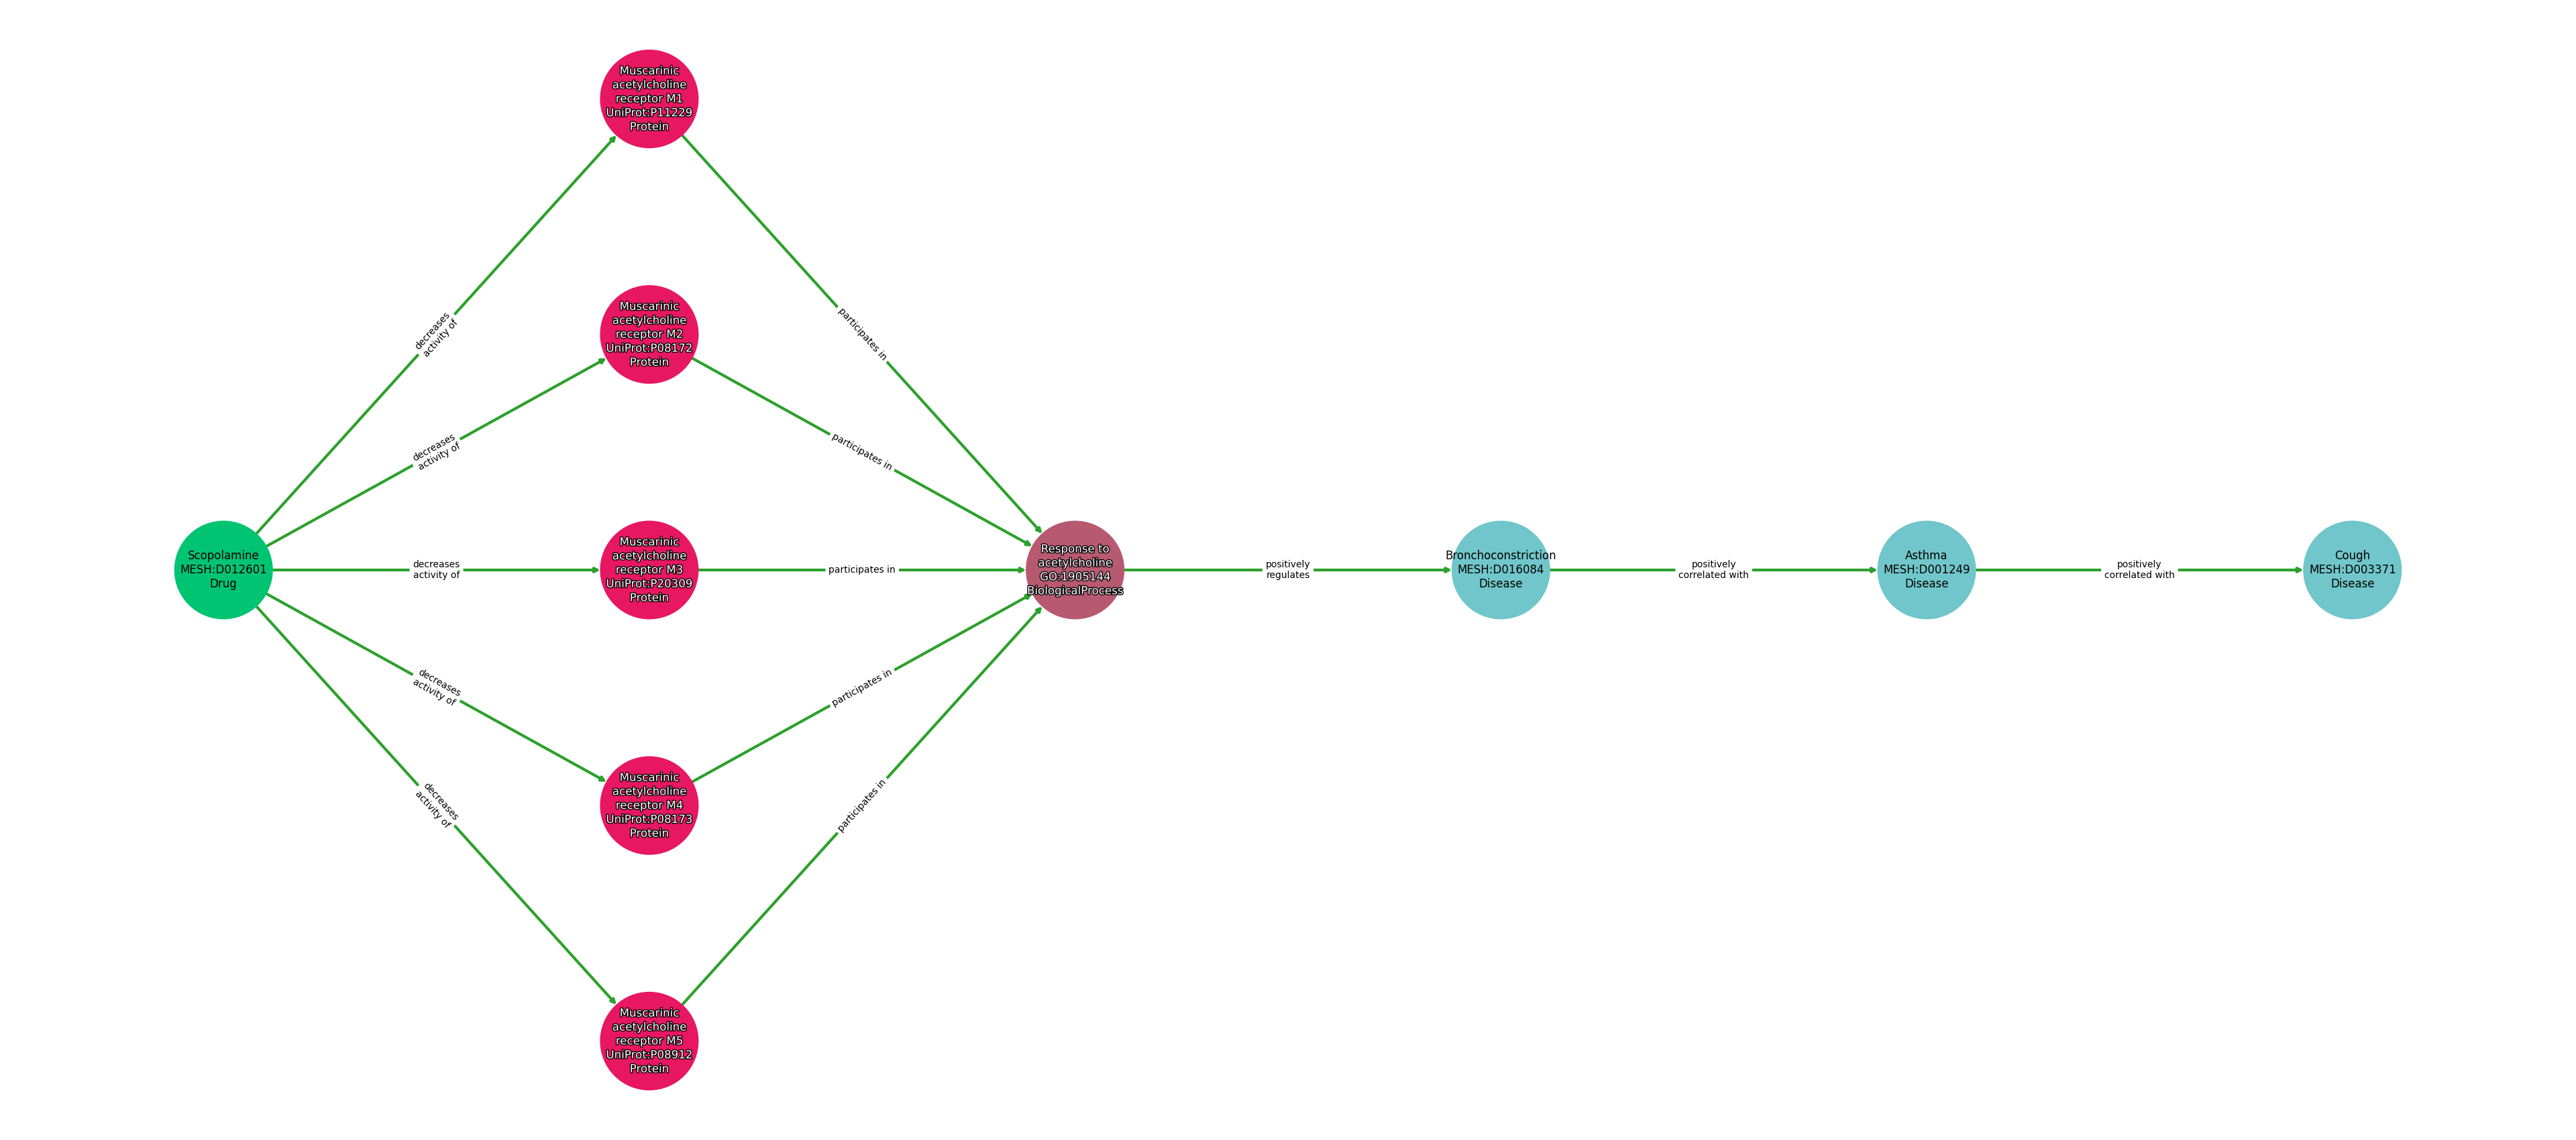 Muscarinic
acetylcholine
receptor M1
UniProt:P11229
Protein
decreases
activity of
participates in
Muscarinic
acetylcholine
receptor M2
UniProt:P08172
Protein
decreases
activity of
participates in
Scopolamine
MESH:D012601
Drug
decreases
activity of
Muscarinic
acetylcholine
receptor M3
UniProt:P20309
Protein
participates in
Response to
acetylcholine
GO:1905144
BiologicalProcess
positively
regulates
Bronchoconstriction
MESH:D016084
Disease
positively
correlated with
Asthma
MESH:D001249
Disease
positively
correlated with
Cough
MESH:D003371
Disease
decreases
activity of
participates in
Muscarinic
acetylcholine
receptor M4
UniProt:P08173
Protein
decreases
activity of
participates in
Muscarinic
acetylcholine
receptor M5
UniProt:P08912
Protein